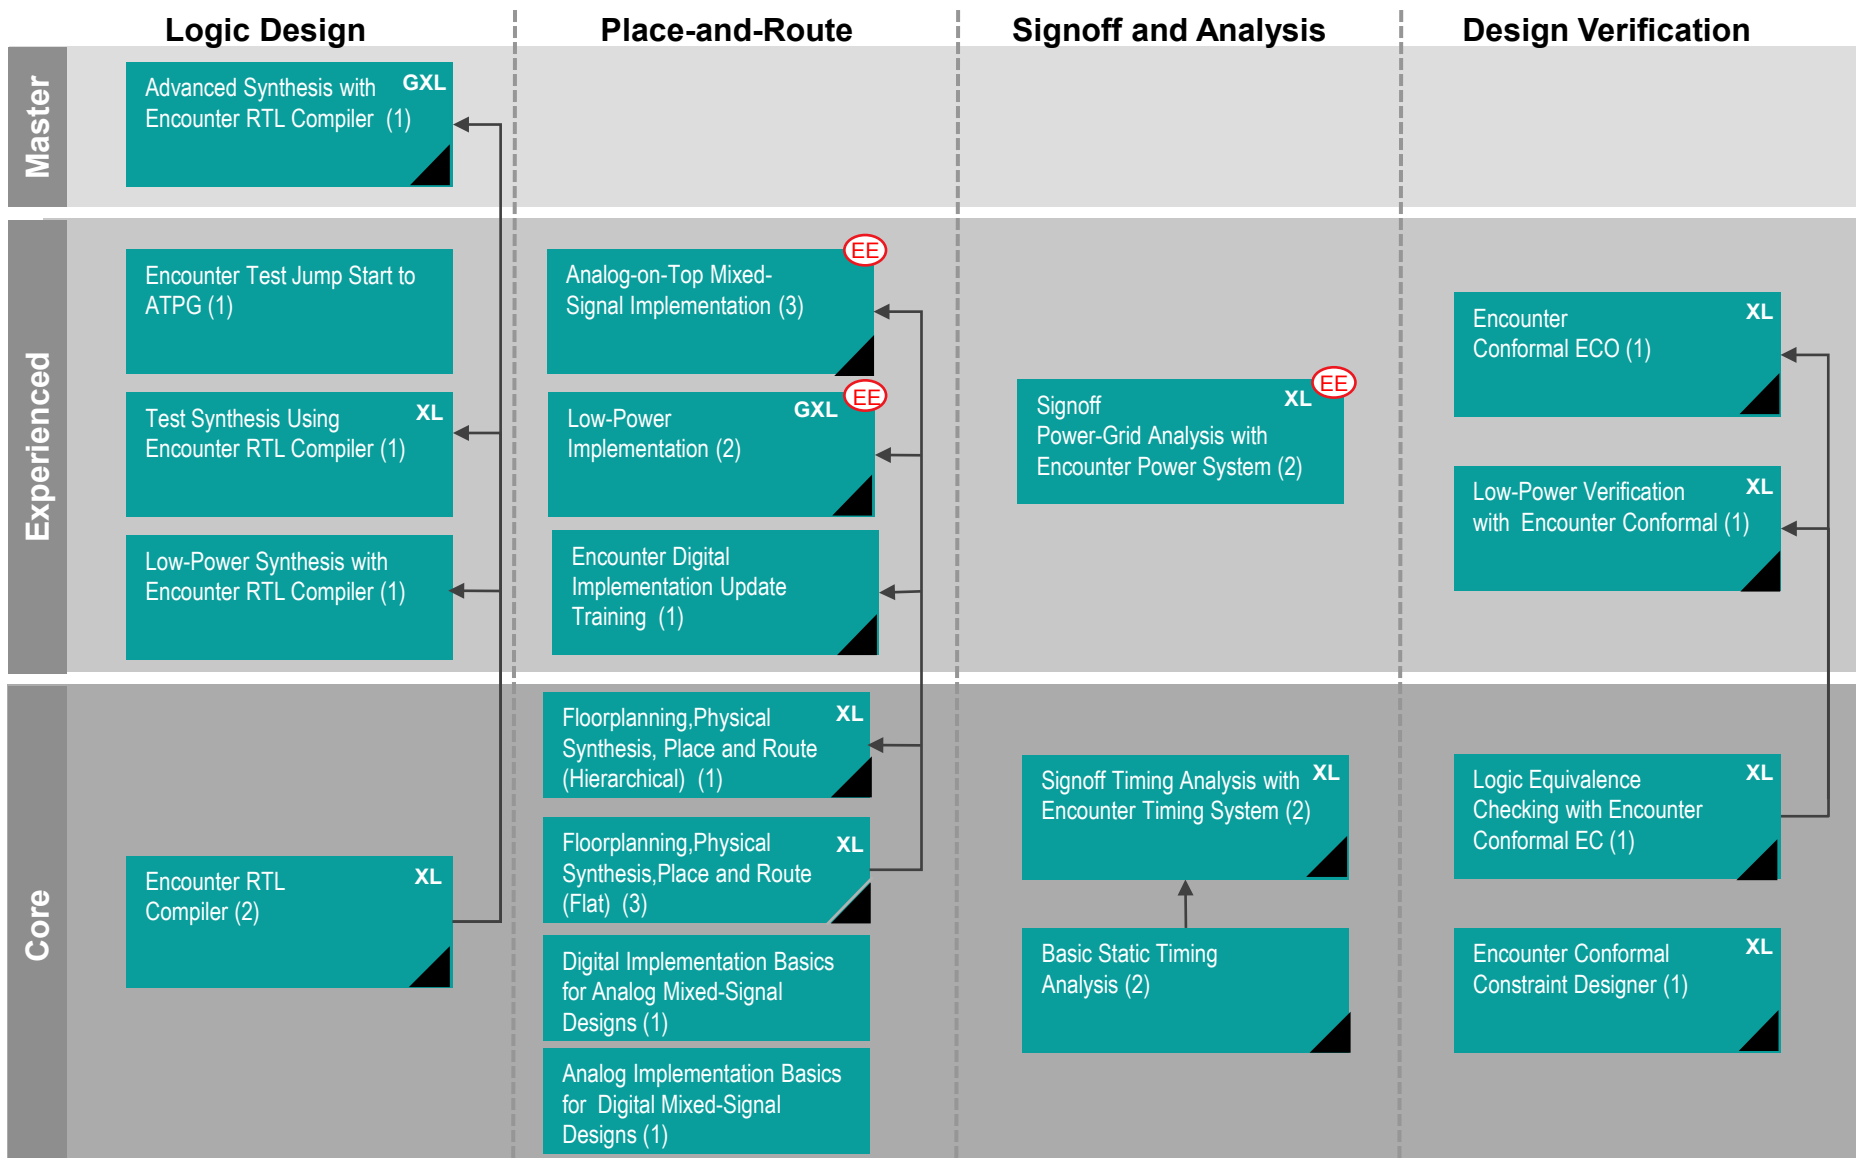 Logic Design
Place-and-Route
Signoff and Analysis
Design Verification
Master
Advanced Synthesis with GXL
Encounter RTL Compiler (1)
Experienced
Encounter Test Jump Start to
ATPG (1)
Test Synthesis Using XL
Encounter RTL Compiler (1)
Low-Power Synthesis with
Encounter RTL Compiler (1)
EE
Analog-on-Top Mixed-
Signal Implementation (3)
EE
GXL
Low-Power
Implementation (2)
Encounter Digital
Implementation Update
Training (1)
EE
XL
Signoff
Power-Grid Analysis with
Encounter Power System (2)
XL
Encounter
Conformal ECO (1)
Low-Power Verification XL
with Encounter Conformal (1)
Core
Encounter RTL XL
Compiler (2)
Floorplanning,Physical XL
Synthesis, Place and Route
(Hierarchical) (1)
Floorplanning,Physical XL
Synthesis,Place and Route
(Flat) (3)
Digital Implementation Basics
for Analog Mixed-Signal
Designs (1)
Analog Implementation Basics
for Digital Mixed-Signal
Designs (1)
Signoff Timing Analysis with XL
Encounter Timing System (2)
Basic Static Timing
Analysis (2)
Logic Equivalence XL
Checking with Encounter
Conformal EC (1)
Encounter Conformal XL
Constraint Designer (1)